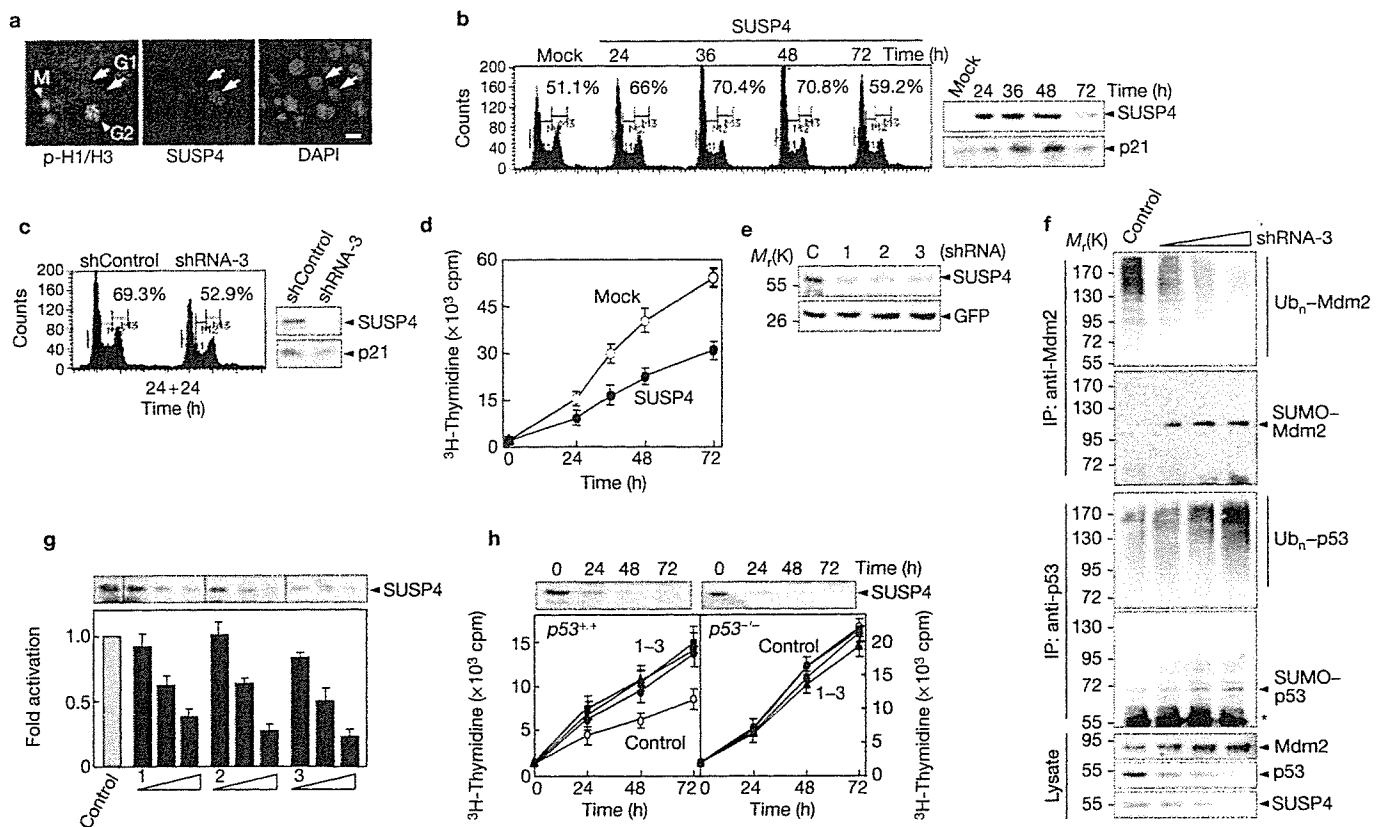 a
M
G1
G2
p-H1/H3
SUSP4
DAPI
b
SUSP4
Mock 24 36 48 72 Time (h)
Counts
200
160
120
80
40
0
51.1% 66% 70.4% 70.8% 59.2%
Mock 24 36 48 72 Time (h)
SUSP4
p21
c
shControl shRNA-3
Counts
200
160
120
80
40
0
69.3% 52.9%
24+24
Time (h)
shControl
shRNA-3
SUSP4
p21
d
³H-Thymidine (× 10³ cpm)
60
45
30
15
0
Mock
SUSP4
0 24 48 72
Time (h)
e
Mr(K) C 1 2 3 (shRNA)
55
26
SUSP4
GFP
f
Control
Mr(K)
shRNA-3
IP: anti-Mdm2
170
130
95
72
55
Ubn–Mdm2
170
130
95
72
SUMO–
Mdm2
IP: anti-p53
170
130
95
72
55
Ubn–p53
130
95
72
55
SUMO–
p53
*
Lysate
95
Mdm2
55
p53
55
SUSP4
g
SUSP4
Fold activation
1.0
0.5
0
Control
1 2 3
h
0 24 48 72 0 24 48 72 Time (h)
SUSP4
³H-Thymidine (× 10³ cpm)
15
10
5
0
p53+/+
1–3
Control
0 24 48 72
Time (h)
p53−/−
Control
1–3
20
15
10
5
0
0 24 48 72
Time (h)
³H-Thymidine (× 10³ cpm)